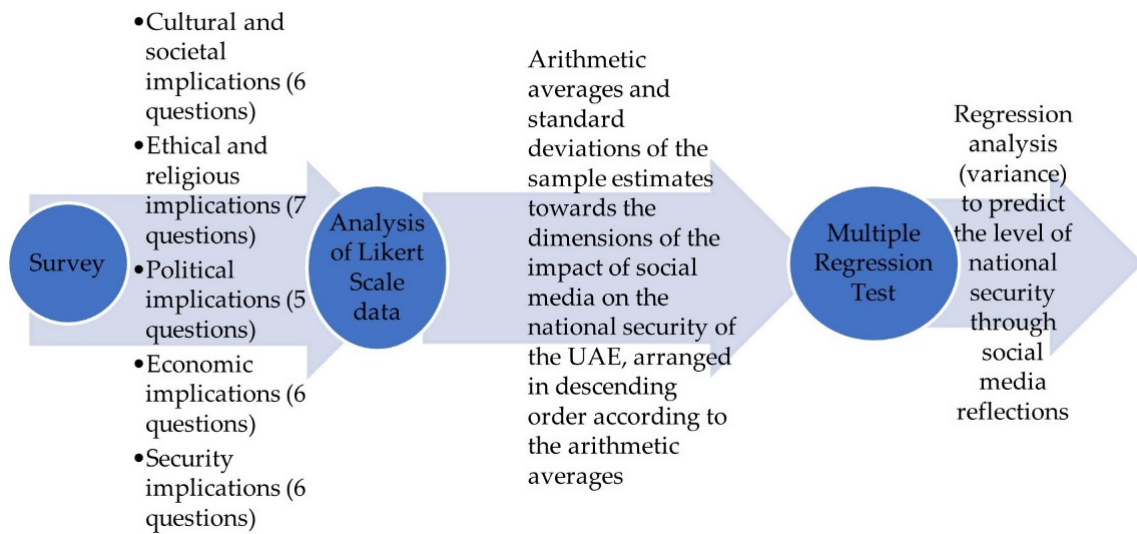 Survey
•Cultural and
societal
implications (6
questions)
•Ethical and
religious
implications (7
questions)
•Political
implications (5
questions)
•Economic
implications (6
questions)
•Security
implications (6
questions)
Analysis
of Likert
Scale
data
Arithmetic
averages and
standard
deviations of the
sample estimates
towards the
dimensions of the
impact of social
media on the
national security of
the UAE, arranged
in descending
order according to
the arithmetic
averages
Multiple
Regression
Test
Regression
analysis
(variance)
to predict
the level of
national
security
through
social
media
reflections